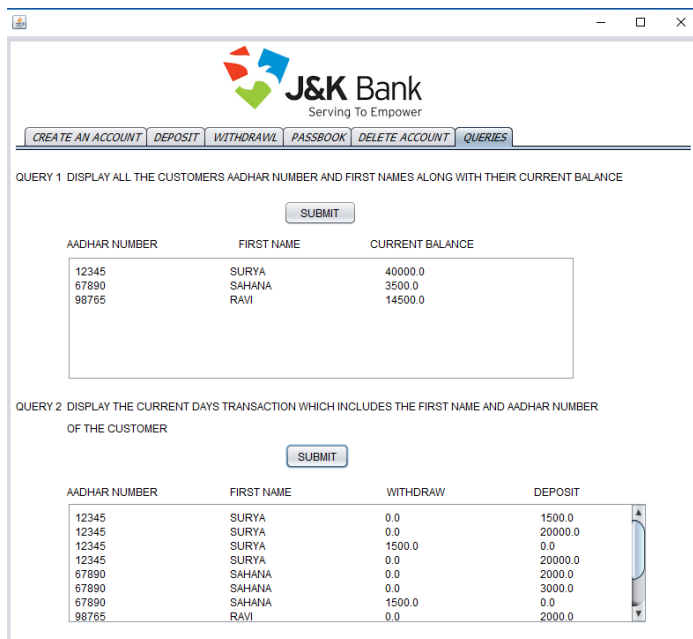 J&K Bank
Serving To Empower
CREATE AN ACCOUNT DEPOSIT WITHDRAWL PASSBOOK DELETE ACCOUNT QUERIES
QUERY 1 DISPLAY ALL THE CUSTOMERS AADHAR NUMBER AND FIRST NAMES ALONG WITH THEIR CURRENT BALANCE
SUBMIT
AADHAR NUMBER FIRST NAME CURRENT BALANCE
12345 SURYA 40000.0
67890 SAHANA 3500.0
98765 RAVI 14500.0
QUERY 2 DISPLAY THE CURRENT DAYS TRANSACTION WHICH INCLUDES THE FIRST NAME AND AADHAR NUMBER
OF THE CUSTOMER
SUBMIT
AADHAR NUMBER FIRST NAME WITHDRAW DEPOSIT
12345 SURYA 0.0 1500.0
12345 SURYA 0.0 20000.0
12345 SURYA 1500.0 0.0
12345 SURYA 0.0 20000.0
67890 SAHANA 0.0 2000.0
67890 SAHANA 0.0 3000.0
67890 SAHANA 1500.0 0.0
98765 RAVI 0.0 2000.0